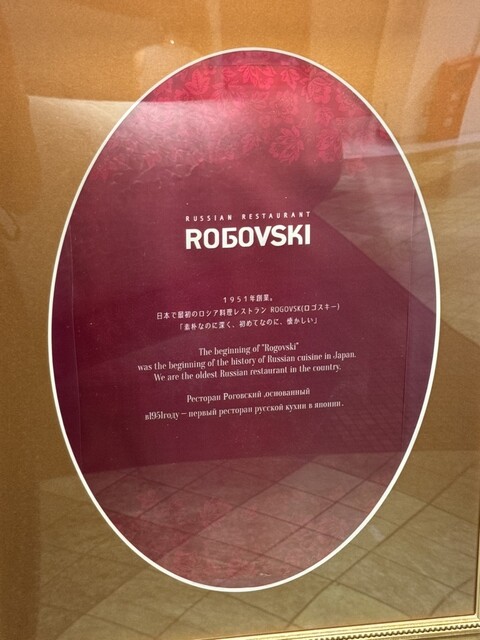 RUSSIAN RESTAURANT
ROGOVSKI
1951年創業。
日本で最初のロシア料理レストラン ROGOVSK(ロゴスキー)
「素朴なのに深く、初めてなのに、懐かしい」
The beginning of "Rogovski"
was the beginning of the history of Russian cuisine in Japan.
We are the oldest Russian restaurant in the country.
Ресторан Роговский ,основанный
в1951году – первый ресторан русской кухни в японии..